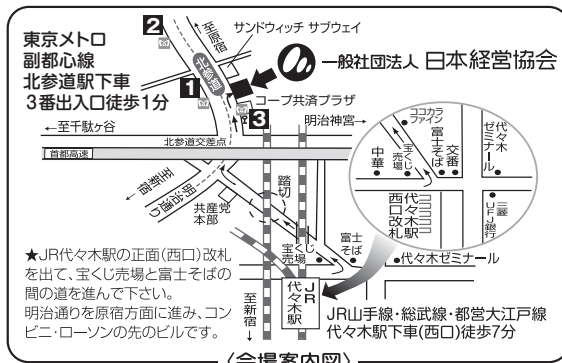 東京メトロ
副都心線
北参道駅下車
3番出入口徒歩1分
至原宿
サンドウィッチ サブウェイ
2
北参道
1
一般社団法人 日本経営協会
コープ共済プラザ
3
←至千駄ヶ谷
明治神宮→
北参道交差点
首都高速
至新宿
明治通り
共産党
本部
踏切
宝くじ
売場
富士
そば
代々木ゼミナール
ココカラ
ファイン
中華
宝くじ
売場
富士そば
交番
代々木
ゼミナール
代々木駅
西口改札
三菱
UFJ銀行
★JR代々木駅の正面(西口)改札
を出て、宝くじ売場と富士そばの
間の道を進んで下さい。
明治通りを原宿方面に進み、コン
ビニ・ローソンの先のビルです。
至新宿
JR
代々木駅
JR山手線・総武線・都営大江戸線
代々木駅下車(西口)徒歩7分
〈会場案内図〉